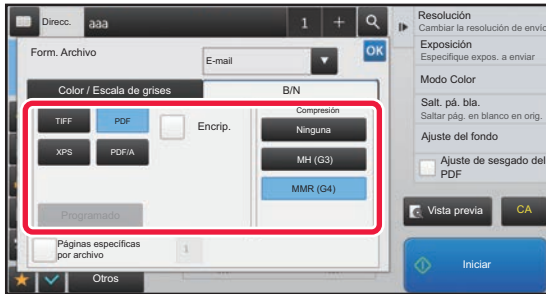 Direcc.
aaa
1
+
Form. Archivo
E-mail
OK
Color / Escala de grises
B/N
TIFF
PDF
Encrip.
XPS
PDF/A
Programado
Compresión
Ninguna
MH (G3)
MMR (G4)
Páginas específicas
por archivo
1
Otros
Resolución
Cambiar la resolución de envío
Exposición
Especifique expos. a enviar
Modo Color
Salt. pá. bla.
Saltar pág. en blanco en orig.
Ajuste del fondo
Ajuste de sesgado del
PDF
Vista previa
CA
Iniciar